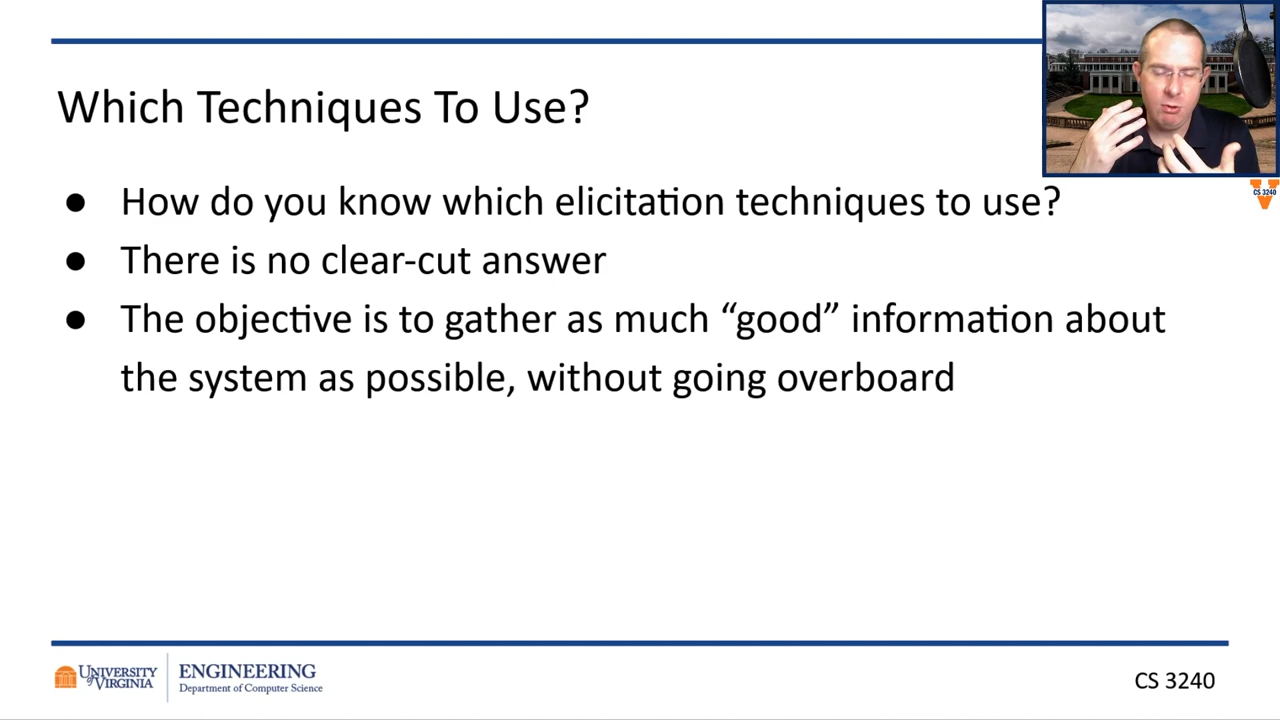 Which Techniques To Use?
● How do you know which elicitation techniques to use?
● There is no clear-cut answer
● The objective is to gather as much “good” information about
the system as possible, without going overboard
CS 3240
UNIVERSITY
of VIRGINIA
ENGINEERING
Department of Computer Science
CS 3240